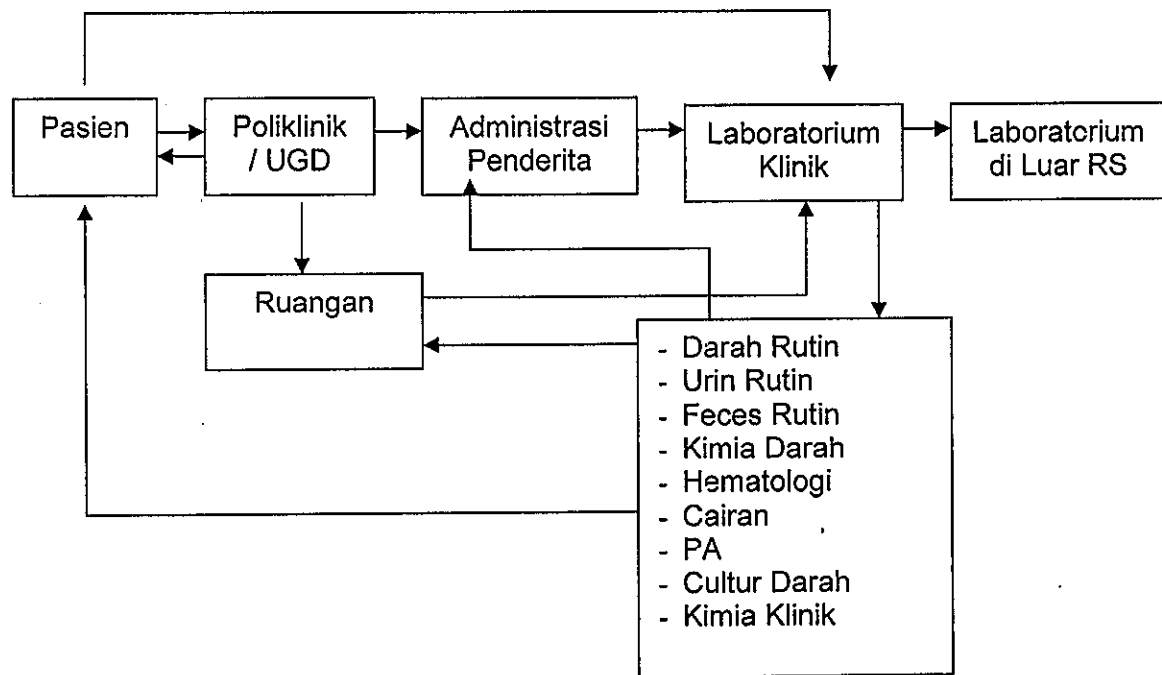 Pasien
Poliklinik
/ UGD
Administrasi
Penderita
Laboratorium
Klinik
Laboratorium
di Luar RS
Ruangan
- Darah Rutin
- Urin Rutin
- Feces Rutin
- Kimia Darah
- Hematologi
- Cairan
- PA
- Cultur Darah
- Kimia Klinik